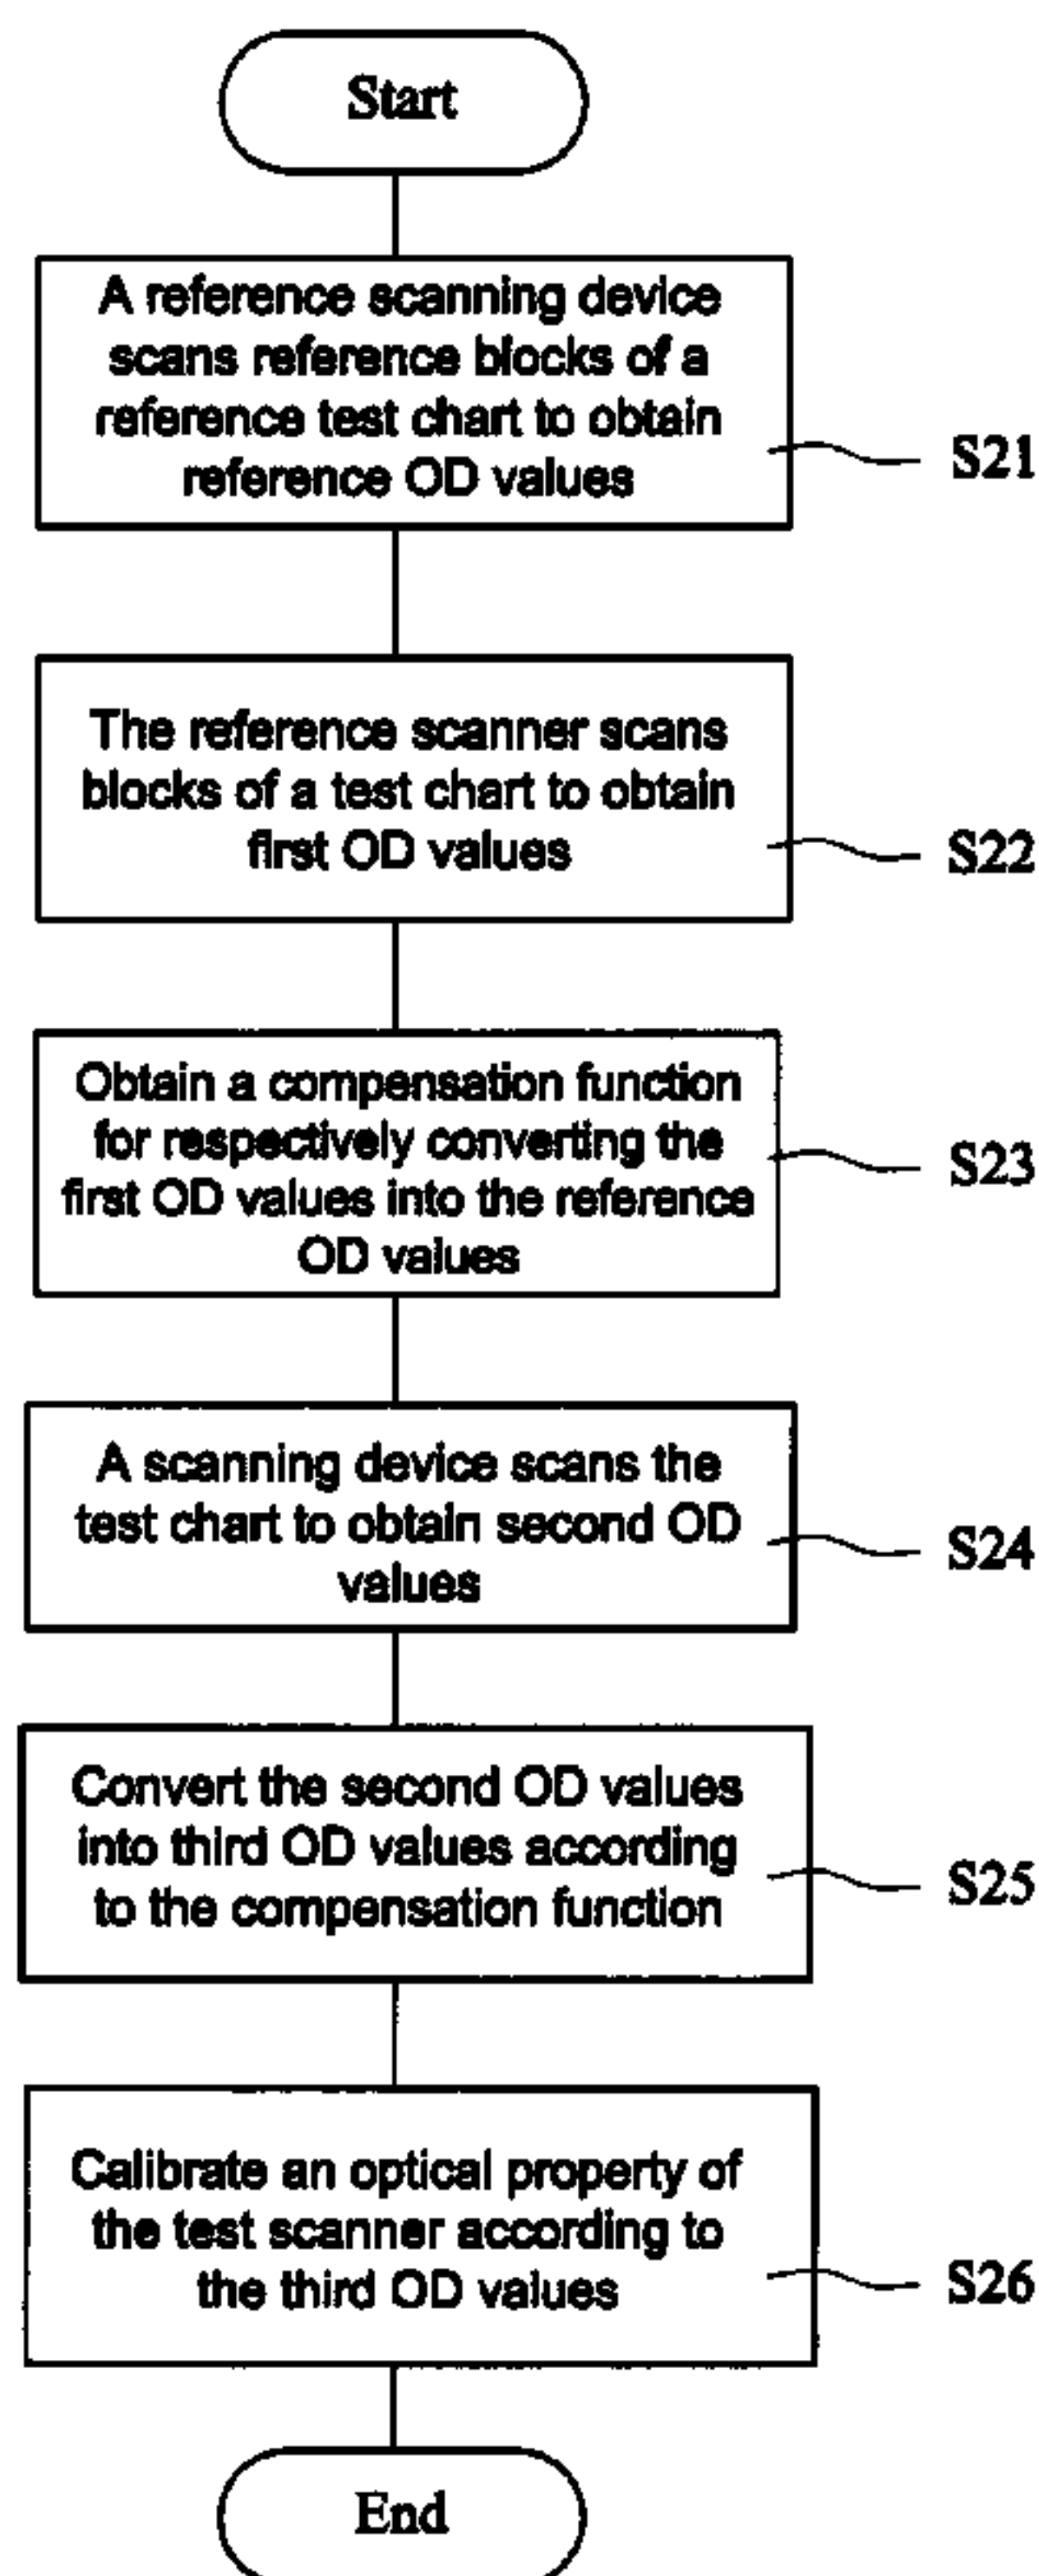 Start
A reference scanning device
scans reference blocks of a
reference test chart to obtain
reference OD values
S21
The reference scanner scans
blocks of a test chart to obtain
first OD values
S22
Obtain a compensation function
for respectively converting the
first OD values into the reference
OD values
S23
A scanning device scans the
test chart to obtain second OD
values
S24
Convert the second OD values
into third OD values according
to the compensation function
S25
Calibrate an optical property of
the test scanner according to
the third OD values
S26
End